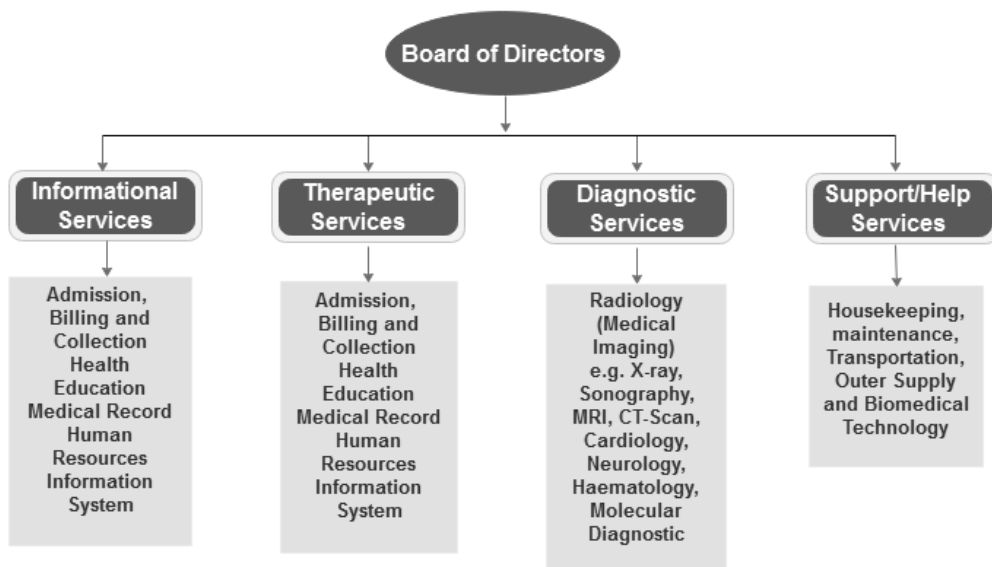 Board of Directors
Informational
Services
Therapeutic
Services
Diagnostic
Services
Support/Help
Services
Admission,
Billing and
Collection
Health
Education
Medical Record
Human
Resources
Information
System
Admission,
Billing and
Collection
Health
Education
Medical Record
Human
Resources
Information
System
Radiology
(Medical
Imaging)
e.g. X-ray,
Sonography,
MRI, CT-Scan,
Cardiology,
Neurology,
Haematology,
Molecular
Diagnostic
Housekeeping,
maintenance,
Transportation,
Outer Supply
and Biomedical
Technology